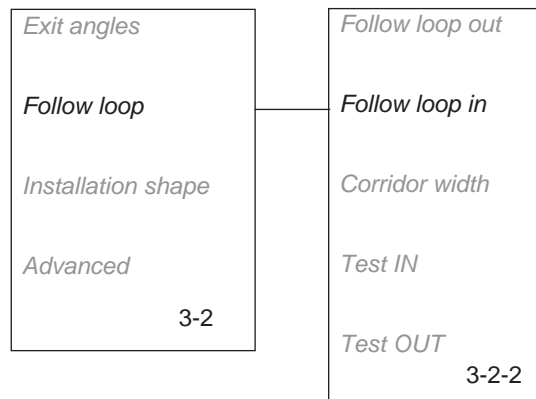 Exit angles
Follow loop
Installation shape
Advanced
3-2
Follow loop out
Follow loop in
Corridor width
Test IN
Test OUT
3-2-2